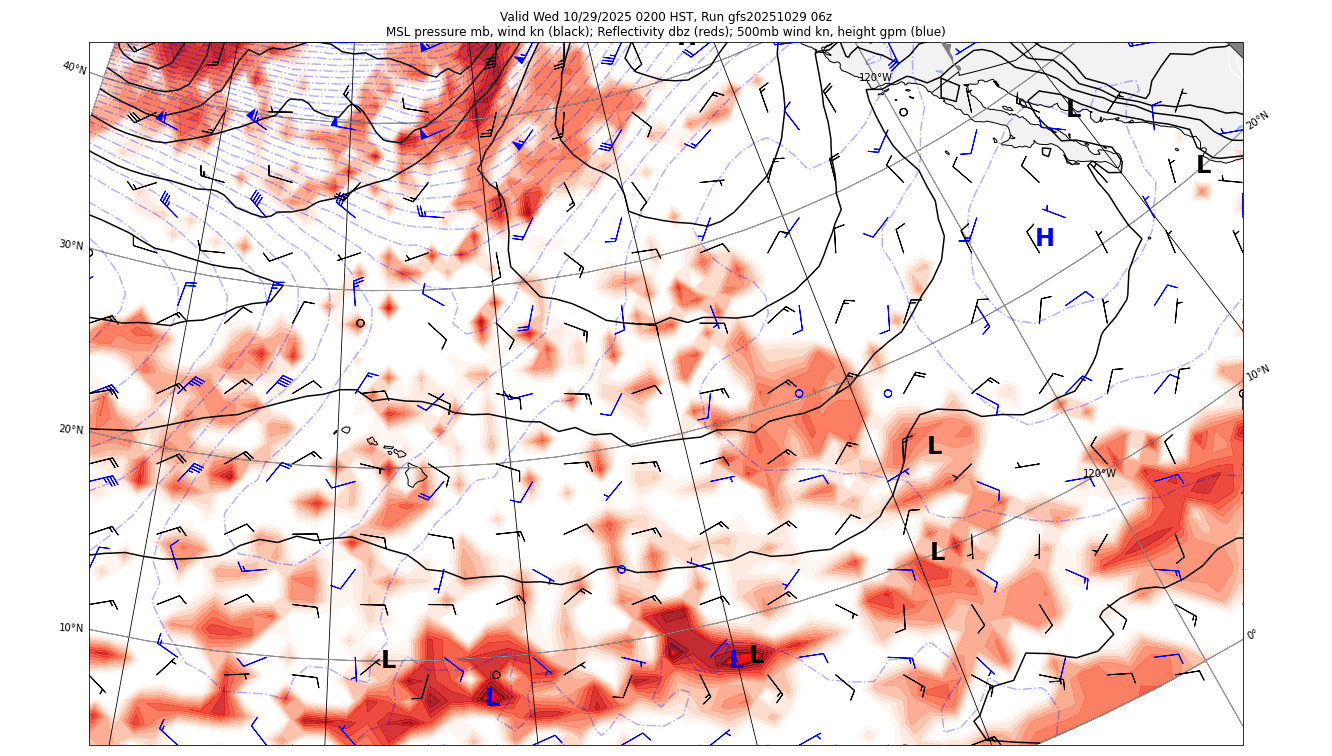 Valid Wed 10/29/2025 0200 HST, Run gfs20251029 06z
MSL pressure mb, wind kn (black); Reflectivity dbz (reds); 500mb wind kn, height gpm (blue)
40°N
120°W
L
20°N
L
30°N
H
10°N
20°N
L
120°W
L
10°N
0°
L
L
L
L